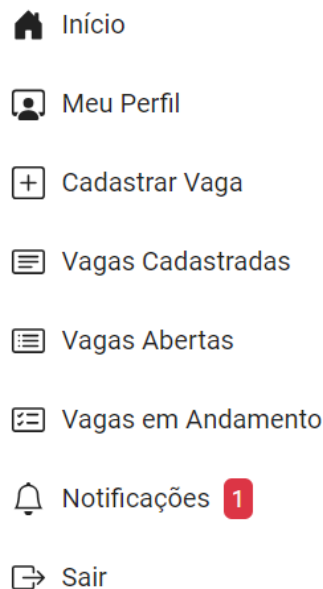 Início
Meu Perfil
Cadastrar Vaga
Vagas Cadastradas
Vagas Abertas
Vagas em Andamento
Notificações 1
Sair